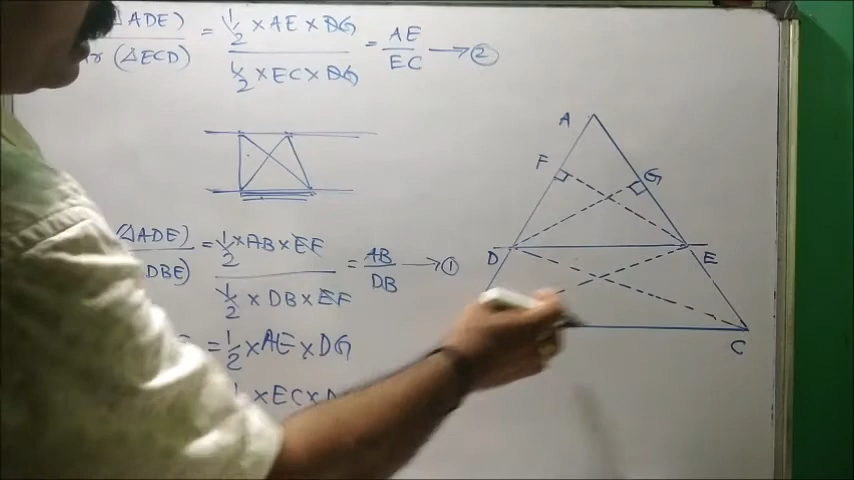 △ADE) = 1/2 × AE × DG = AE → ②
ar (△ECD) 1/2 × EC × DG EC
△ADE) = 1/2 × AB × EF = AB → ①
DBE) 1/2 × DB × EF DB
= 1/2 × AE × DG
× EC ×
A
F
G
D
E
C